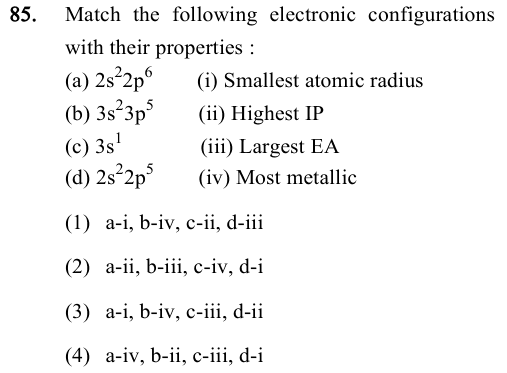 85. Match the following electronic configurations
with their properties :
(a) 2s²2p⁶ (i) Smallest atomic radius
(b) 3s²3p⁵ (ii) Highest IP
(c) 3s¹ (iii) Largest EA
(d) 2s²2p⁵ (iv) Most metallic
(1) a-i, b-iv, c-ii, d-iii
(2) a-ii, b-iii, c-iv, d-i
(3) a-i, b-iv, c-iii, d-ii
(4) a-iv, b-ii, c-iii, d-i